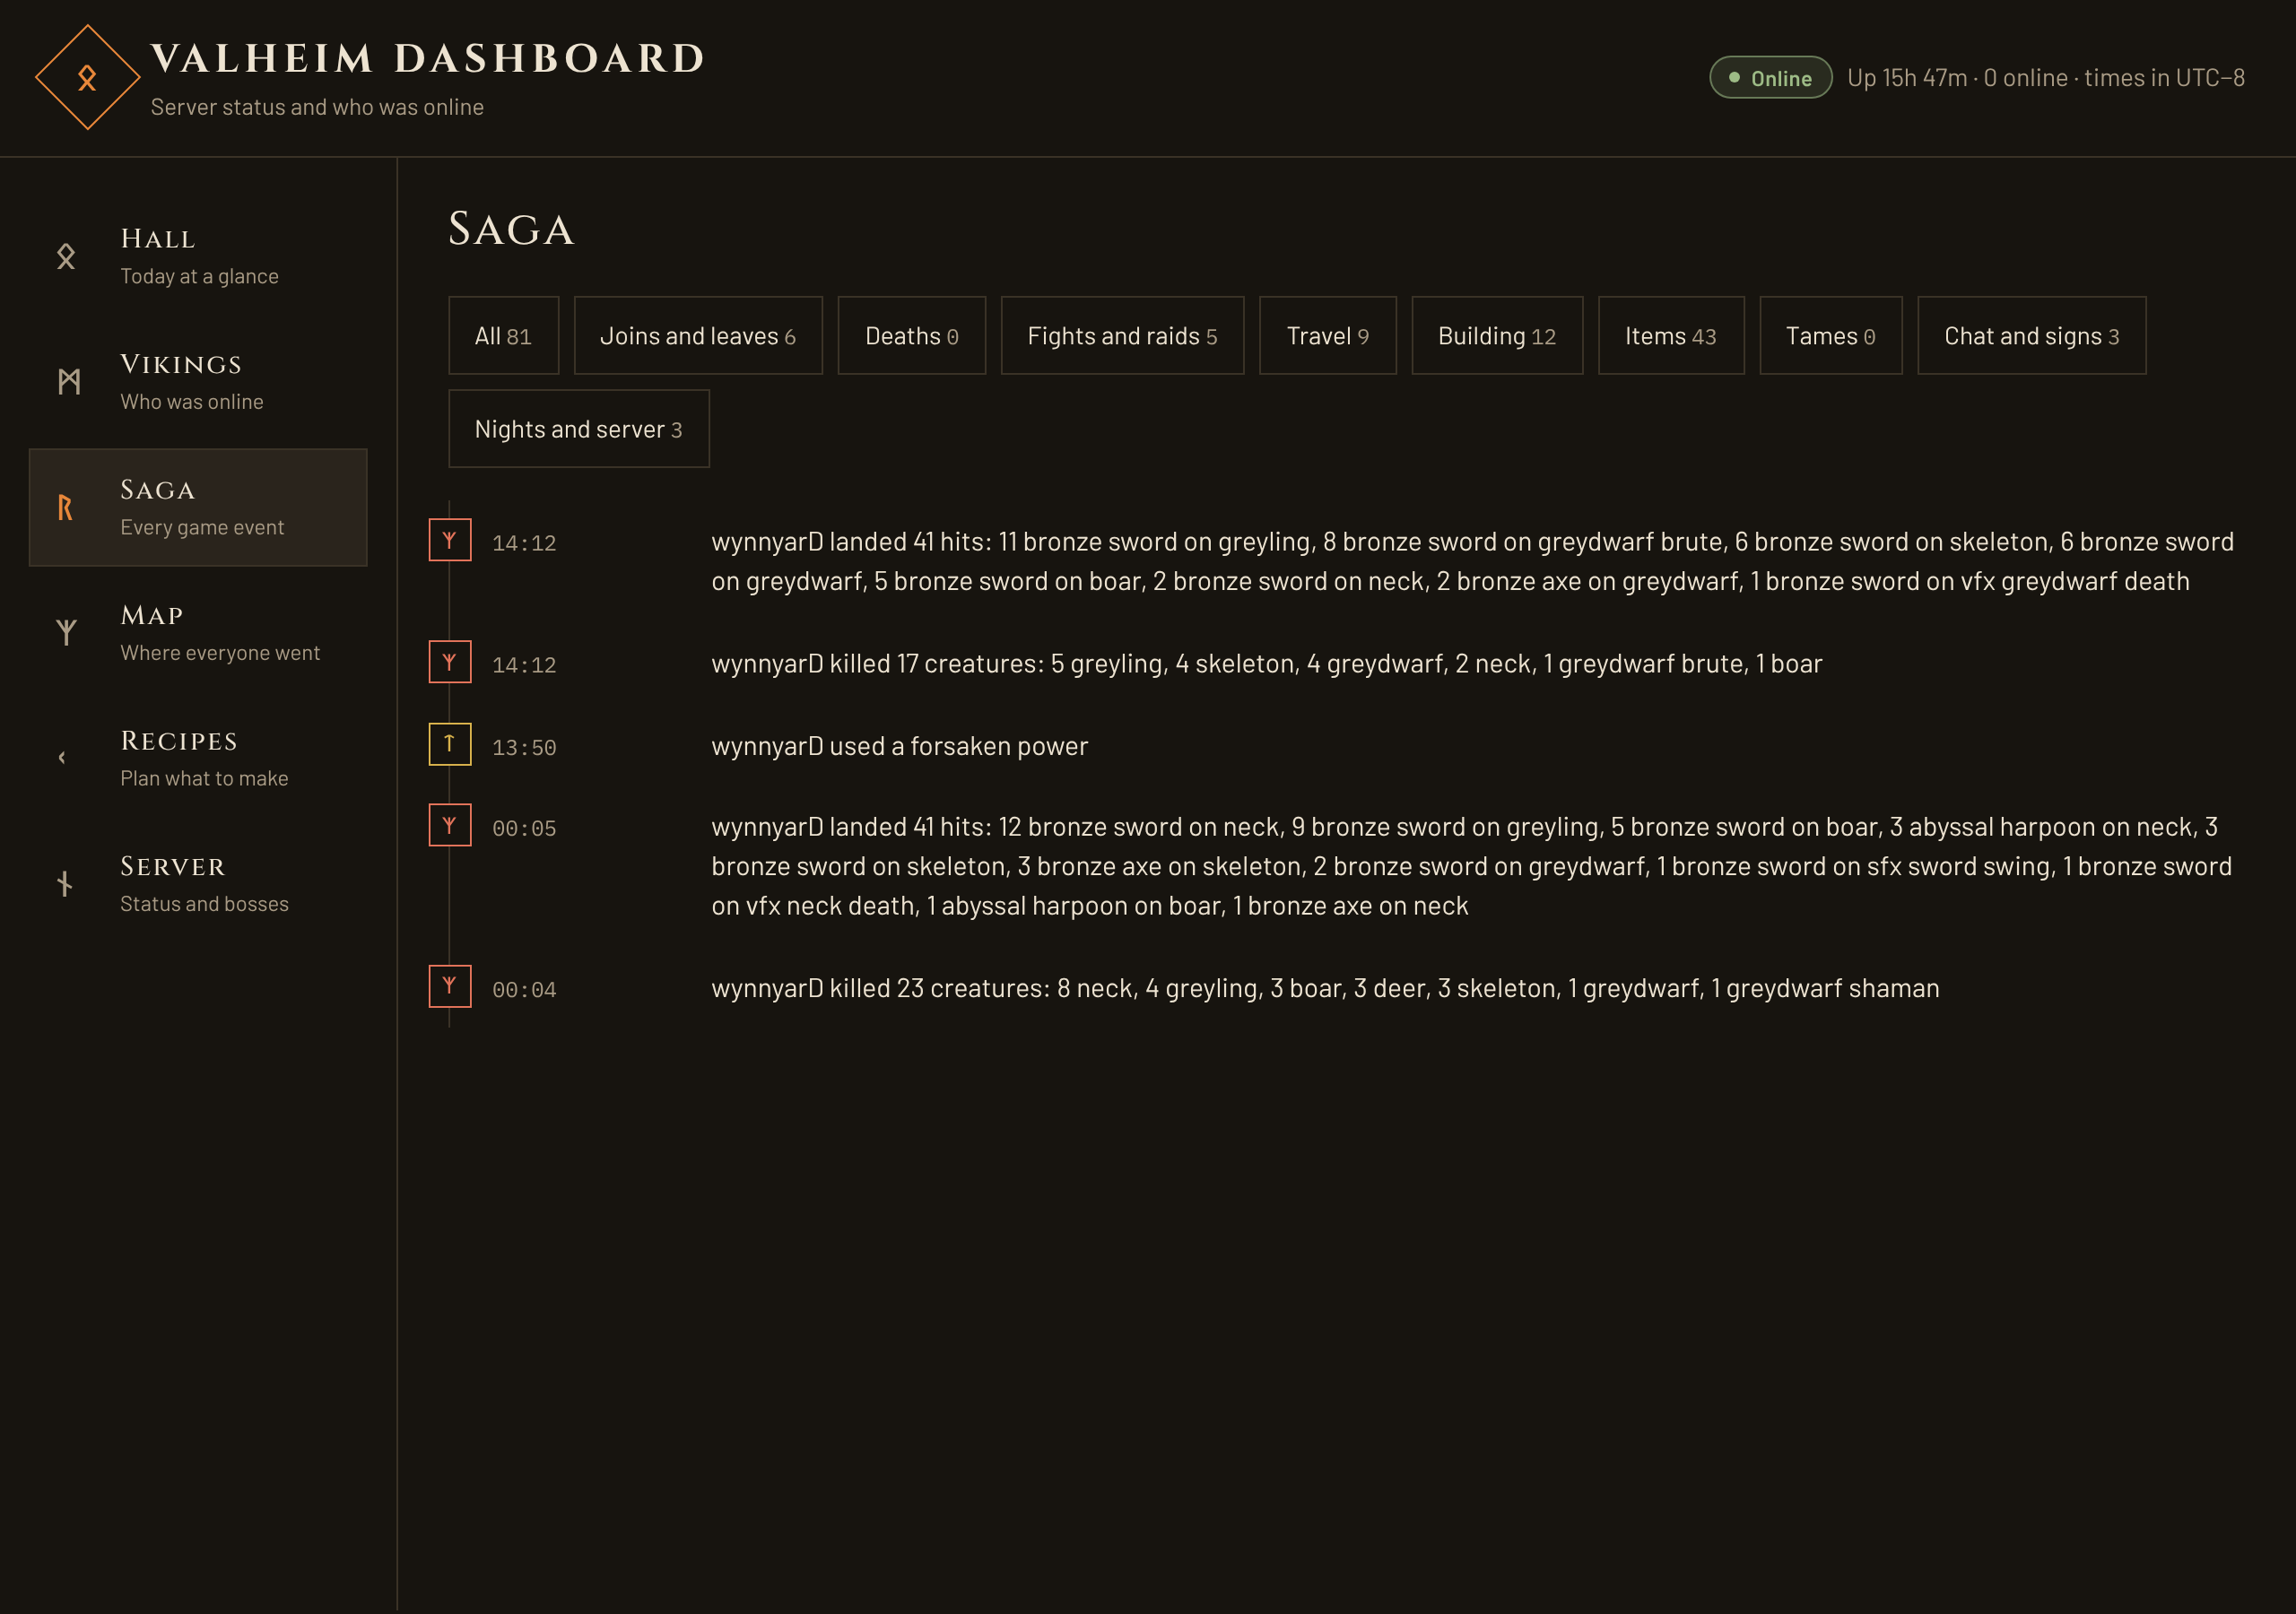 ᛟ
VALHEIM DASHBOARD
Server status and who was online
Online
Up 15h 47m · 0 online · times in UTC−8
ᛟ
Hall
Today at a glance
ᛗ
Vikings
Who was online
ᚱ
Saga
Every game event
ᛉ
Map
Where everyone went
ᚲ
Recipes
Plan what to make
ᚾ
Server
Status and bosses
Saga
All 81
Joins and leaves 6
Deaths 0
Fights and raids 5
Travel 9
Building 12
Items 43
Tames 0
Chat and signs 3
Nights and server 3
ᛉ
14:12
wynnyarD landed 41 hits: 11 bronze sword on greyling, 8 bronze sword on greydwarf brute, 6 bronze sword on skeleton, 6 bronze sword
on greydwarf, 5 bronze sword on boar, 2 bronze sword on neck, 2 bronze axe on greydwarf, 1 bronze sword on vfx greydwarf death
ᛉ
14:12
wynnyarD killed 17 creatures: 5 greyling, 4 skeleton, 4 greydwarf, 2 neck, 1 greydwarf brute, 1 boar
ᛏ
13:50
wynnyarD used a forsaken power
ᛉ
00:05
wynnyarD landed 41 hits: 12 bronze sword on neck, 9 bronze sword on greyling, 5 bronze sword on boar, 3 abyssal harpoon on neck, 3
bronze sword on skeleton, 3 bronze axe on skeleton, 2 bronze sword on greydwarf, 1 bronze sword on sfx sword swing, 1 bronze sword
on vfx neck death, 1 abyssal harpoon on boar, 1 bronze axe on neck
ᛉ
00:04
wynnyarD killed 23 creatures: 8 neck, 4 greyling, 3 boar, 3 deer, 3 skeleton, 1 greydwarf, 1 greydwarf shaman